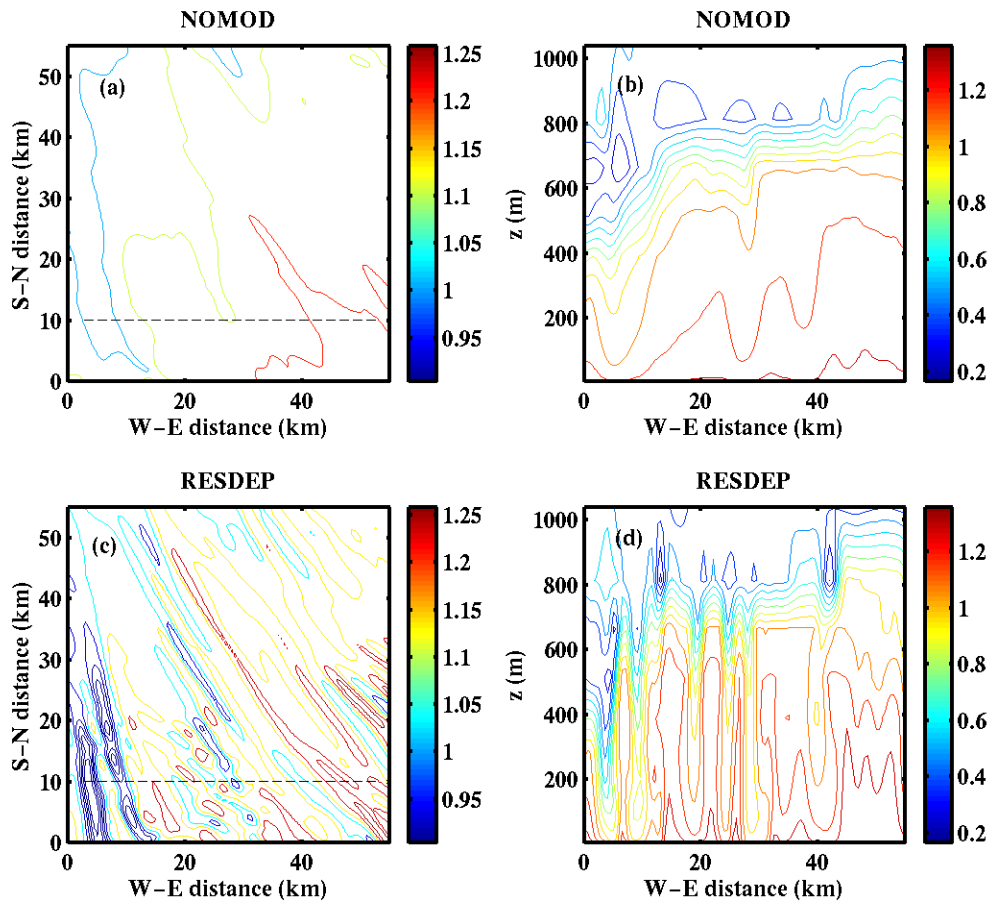 NOMOD
(a)
50
40
30
20
10
0
S−N distance (km)
0 20 40
W−E distance (km)
1.25
1.2
1.15
1.1
1.05
1
0.95
NOMOD
(b)
1000
800
600
400
200
z (m)
0 20 40
W−E distance (km)
1.2
1
0.8
0.6
0.4
0.2
RESDEP
(c)
50
40
30
20
10
0
S−N distance (km)
0 20 40
W−E distance (km)
1.25
1.2
1.15
1.1
1.05
1
0.95
RESDEP
(d)
1000
800
600
400
200
z (m)
0 20 40
W−E distance (km)
1.2
1
0.8
0.6
0.4
0.2